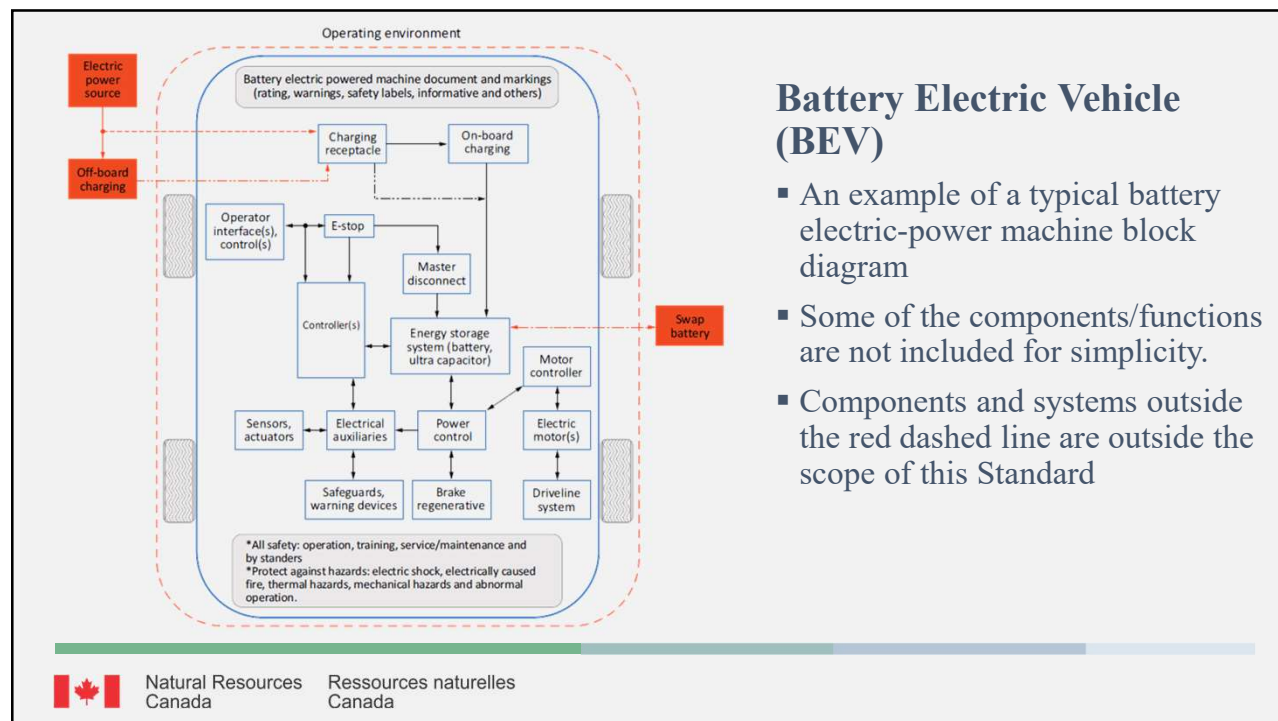 Operating environment
Electric
power
source
Battery electric powered machine document and markings
(rating, warnings, safety labels, informative and others)
Charging
receptacle
On-board
charging
Off-board
charging
Operator
interface(s),
control(s)
E-stop
Master
disconnect
Controller(s)
Energy storage
system (battery,
ultra capacitor)
Swap
battery
Motor
controller
Sensors,
actuators
Electrical
auxiliaries
Power
control
Electric
motor(s)
Safeguards,
warning devices
Brake
regenerative
Driveline
system
*All safety: operation, training, service/maintenance and
by standers
*Protect against hazards: electric shock, electrically caused
fire, thermal hazards, mechanical hazards and abnormal
operation.
Battery Electric Vehicle
(BEV)
▪ An example of a typical battery
electric-power machine block
diagram
▪ Some of the components/functions
are not included for simplicity.
▪ Components and systems outside
the red dashed line are outside the
scope of this Standard
Natural Resources
Canada
Ressources naturelles
Canada